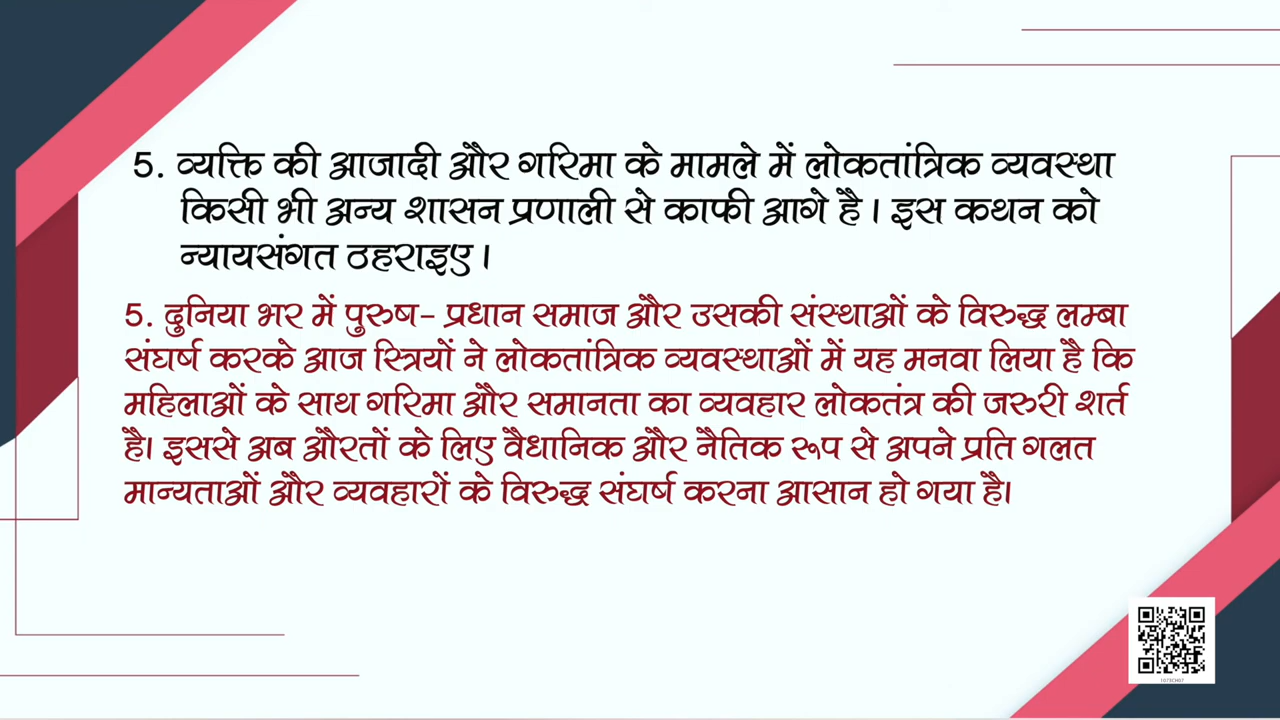 5. व्यक्ति की आजादी और गरिमा के मामले में लोकतांत्रिक व्यवस्था
किसी भी अन्य शासन प्रणाली से काफी आगे है । इस कथन को
न्यायसंगत ठहराइए ।
5. दुनिया भर में पुरुष- प्रधान समाज और उसकी संस्थाओं के विरुद्ध लम्बा
संघर्ष करके आज स्त्रियों ने लोकतांत्रिक व्यवस्थाओं में यह मनवा लिया है कि
महिलाओं के साथ गरिमा और समानता का व्यवहार लोकतंत्र की जरुरी शर्त
है। इससे अब औरतों के लिए वैधानिक और नैतिक रूप से अपने प्रति गलत
मान्यताओं और व्यवहारों के विरुद्ध संघर्ष करना आसान हो गया है।
1073CH07